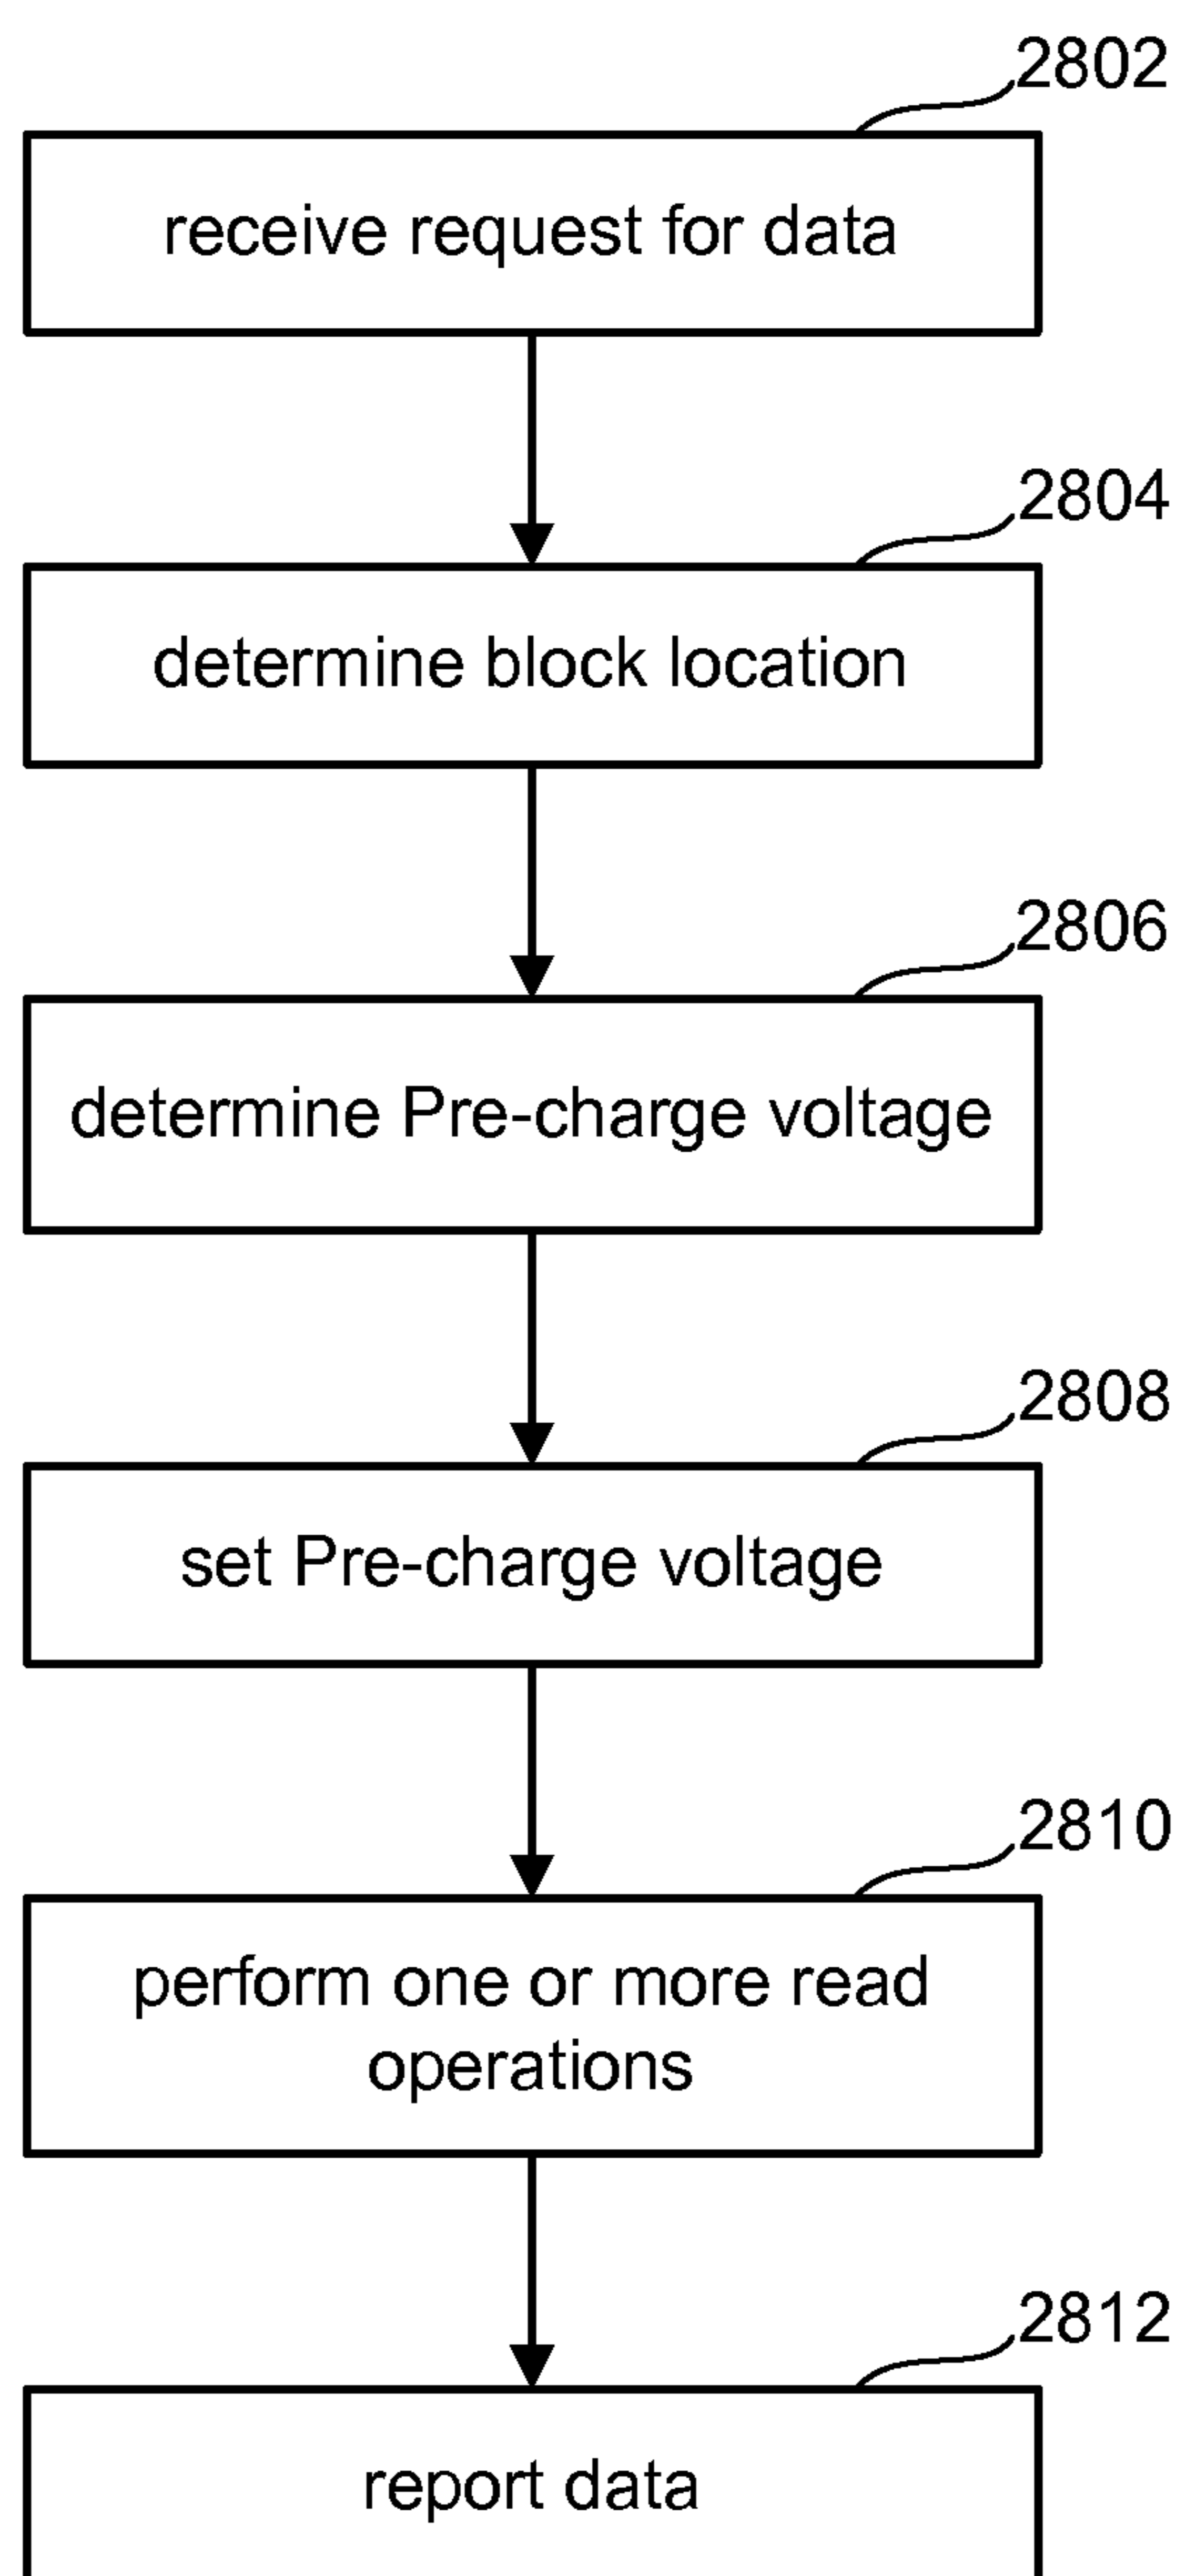 2802
receive request for data
2804
determine block location
2806
determine Pre-charge voltage
2808
set Pre-charge voltage
2810
perform one or more read
operations
2812
report data